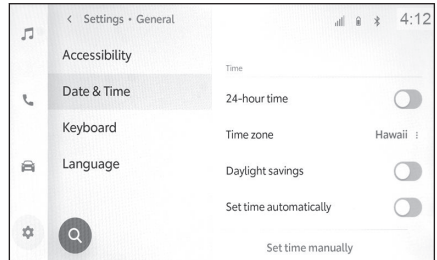 < Settings • General
4:12
Accessibility
Time
Date & Time
24-hour time
Keyboard
Time zone
Hawaii
Language
Daylight savings
Set time automatically
Set time manually